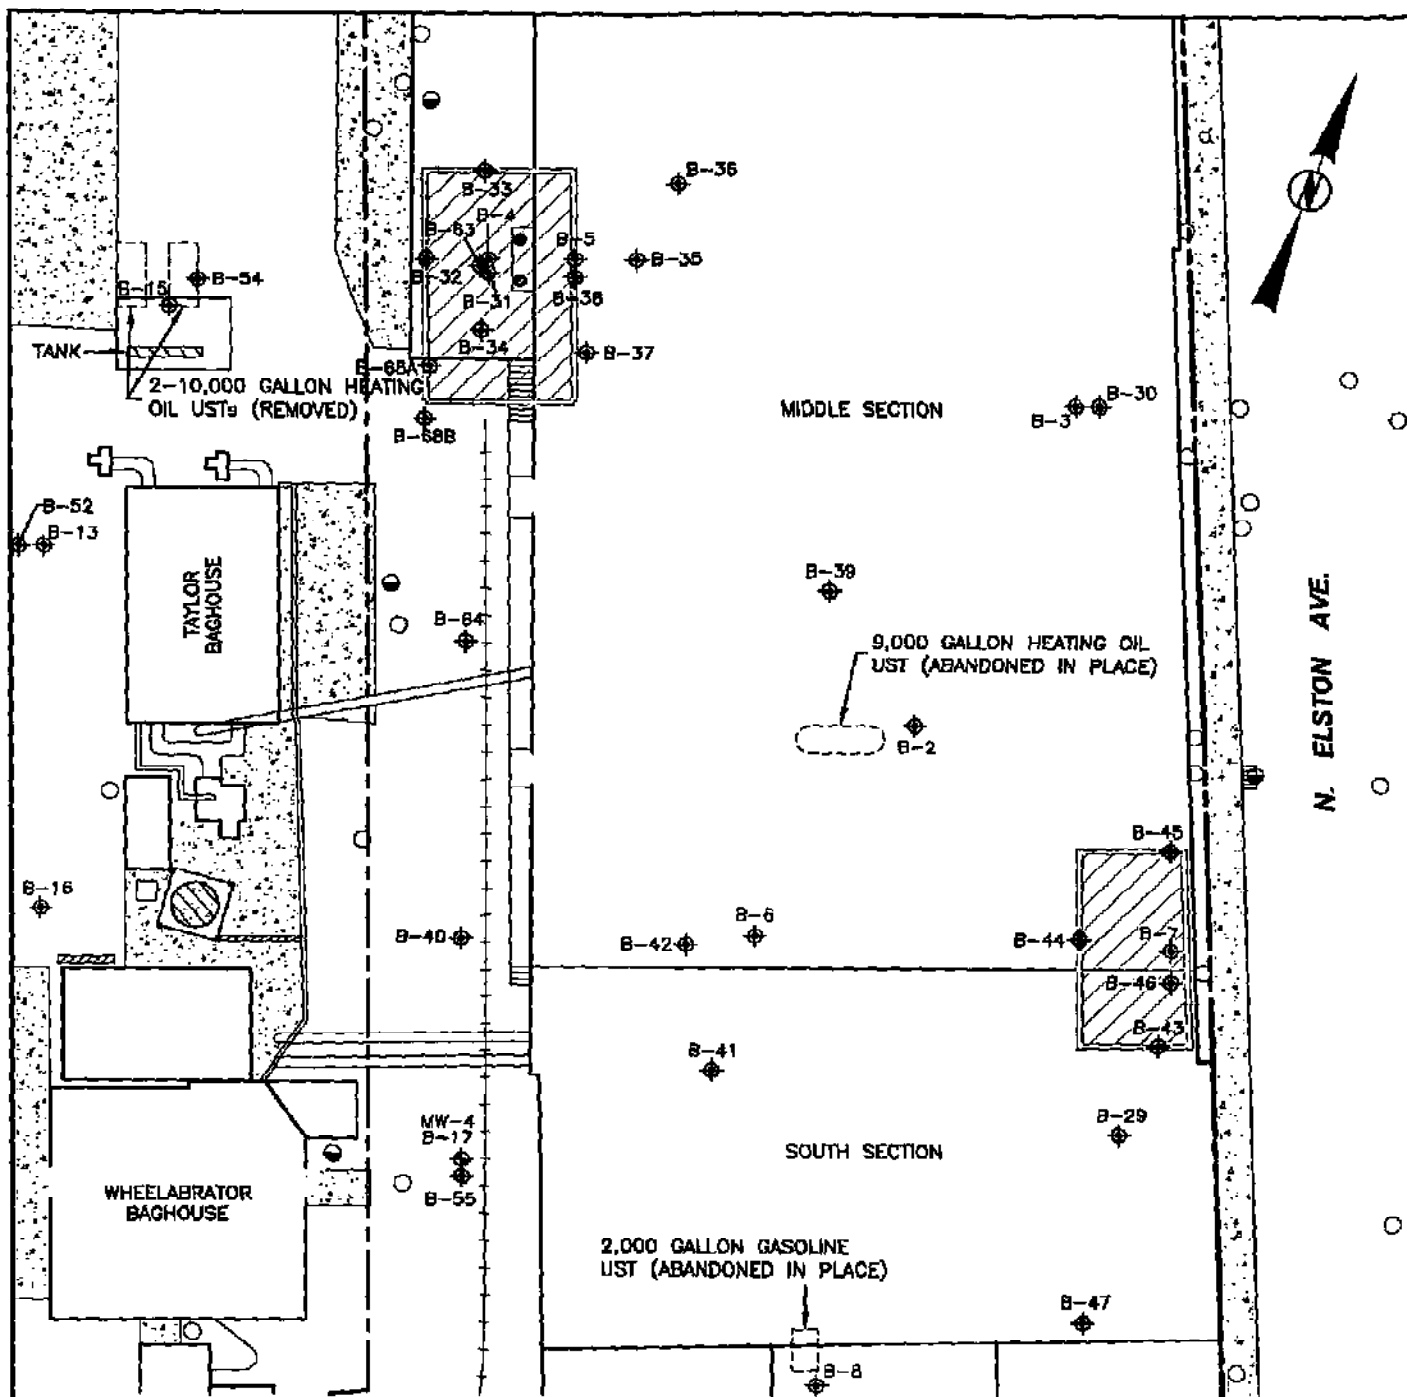 B-33
B-36
B-4
B-63
B-5
B-35
B-32
B-54
B-15
B-31
B-38
B-34
B-37
TANK
B-68A
2-10,000 GALLON HEATING
OIL USTs (REMOVED)
B-68B
MIDDLE SECTION
B-3
B-30
B-52
B-13
TAYLOR
BAGHOUSE
B-39
B-64
9,000 GALLON HEATING OIL
UST (ABANDONED IN PLACE)
B-2
N. ELSTON AVE.
B-45
B-16
B-40
B-42
B-6
B-44
B-7
B-46
B-43
B-41
MW-4
B-17
B-29
SOUTH SECTION
B-55
WHEELABRATOR
BAGHOUSE
2,000 GALLON GASOLINE
UST (ABANDONED IN PLACE)
B-47
B-8